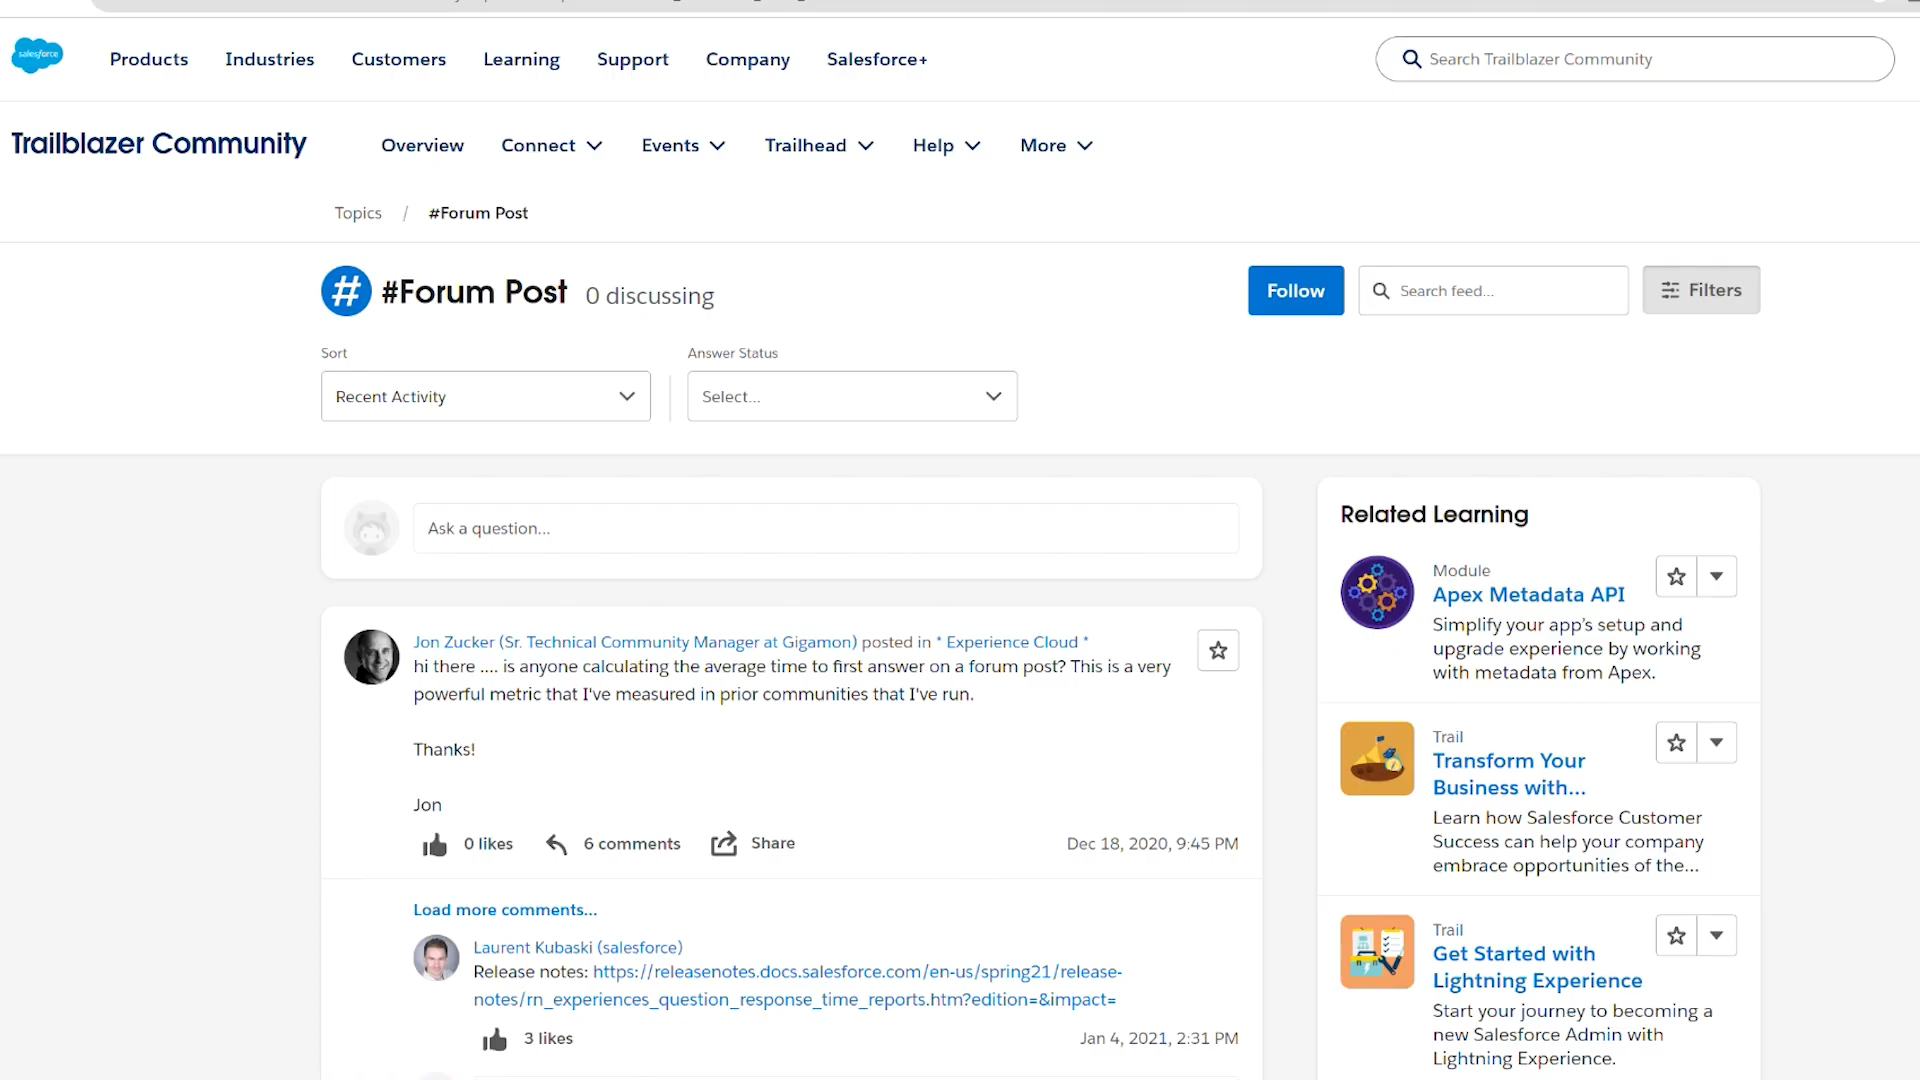 salesforce
Products Industries Customers Learning Support Company Salesforce+
Search Trailblazer Community
Trailblazer Community
Overview Connect Events Trailhead Help More
Topics / #Forum Post
# #Forum Post 0 discussing
Follow
Search feed...
Filters
Sort
Recent Activity
Answer Status
Select...
Ask a question...
Jon Zucker (Sr. Technical Community Manager at Gigamon) posted in * Experience Cloud *
hi there .... is anyone calculating the average time to first answer on a forum post? This is a very
powerful metric that I've measured in prior communities that I've run.
Thanks!
Jon
0 likes 6 comments Share Dec 18, 2020, 9:45 PM
Load more comments...
Laurent Kubaski (salesforce)
Release notes: https://releasenotes.docs.salesforce.com/en-us/spring21/release-
notes/rn_experiences_question_response_time_reports.htm?edition=&impact=
3 likes Jan 4, 2021, 2:31 PM
Related Learning
Module
Apex Metadata API
Simplify your app's setup and
upgrade experience by working
with metadata from Apex.
Trail
Transform Your
Business with...
Learn how Salesforce Customer
Success can help your company
embrace opportunities of the...
Trail
Get Started with
Lightning Experience
Start your journey to becoming a
new Salesforce Admin with
Lightning Experience.